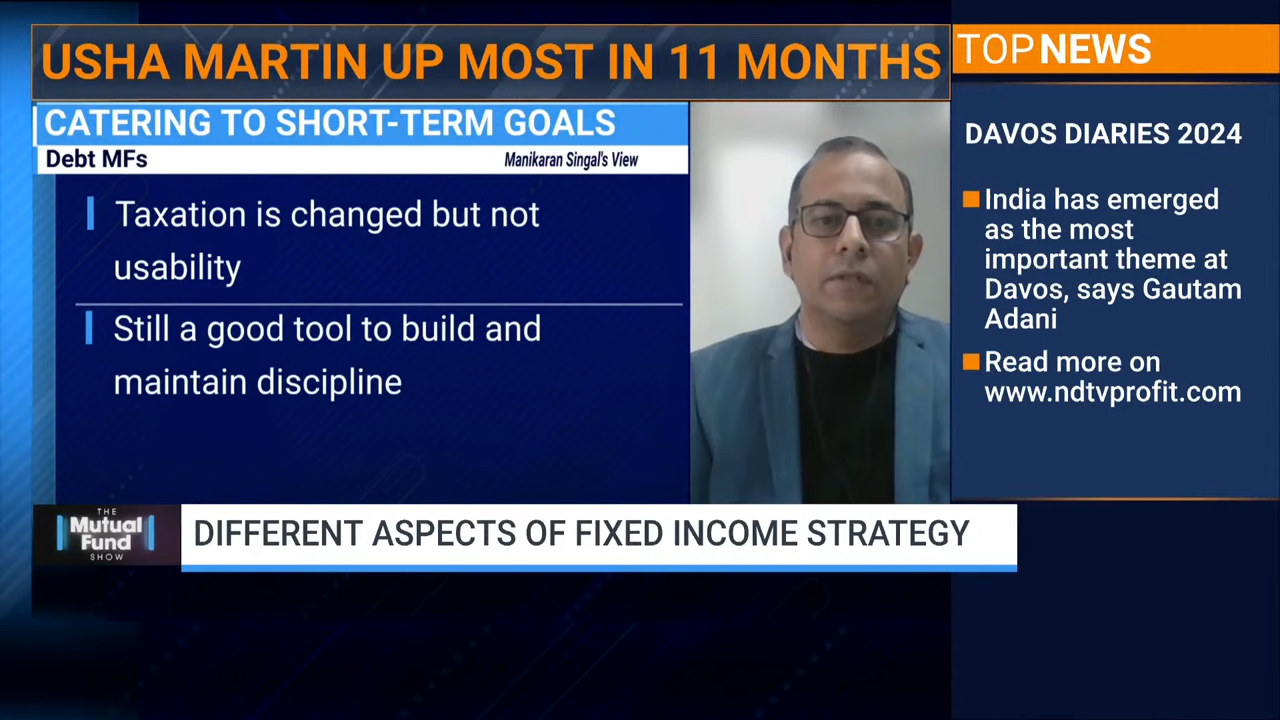 USHA MARTIN UP MOST IN 11 MONTHS
CATERING TO SHORT-TERM GOALS
Debt MFs
Manikaran Singal's View
Taxation is changed but not
usability
Still a good tool to build and
maintain discipline
TOP NEWS
DAVOS DIARIES 2024
India has emerged
as the most
important theme at
Davos, says Gautam
Adani
Read more on
www.ndtvprofit.com
THE
Mutual
Fund
SHOW
DIFFERENT ASPECTS OF FIXED INCOME STRATEGY